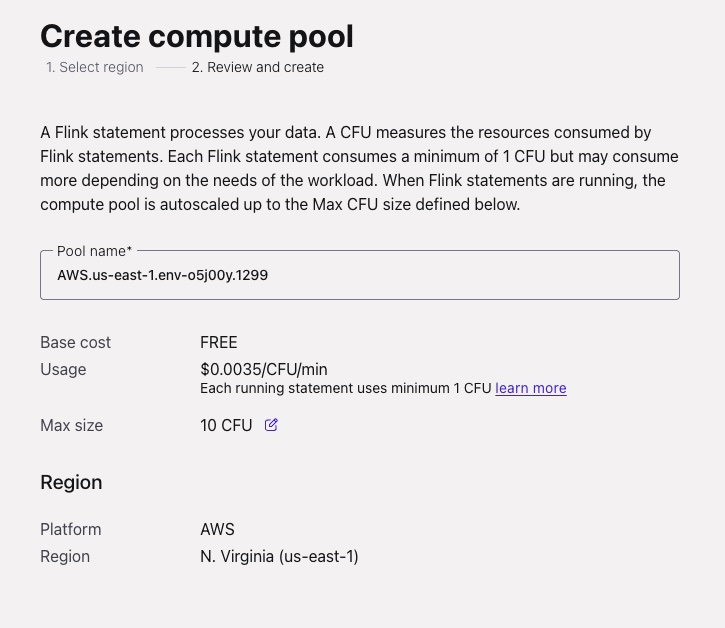 Create compute pool
1. Select region 2. Review and create
A Flink statement processes your data. A CFU measures the resources consumed by
Flink statements. Each Flink statement consumes a minimum of 1 CFU but may consume
more depending on the needs of the workload. When Flink statements are running, the
compute pool is autoscaled up to the Max CFU size defined below.
Pool name*
AWS.us-east-1.env-o5j00y.1299
Base cost FREE
Usage $0.0035/CFU/min
Each running statement uses minimum 1 CFU learn more
Max size 10 CFU
Region
Platform AWS
Region N. Virginia (us-east-1)